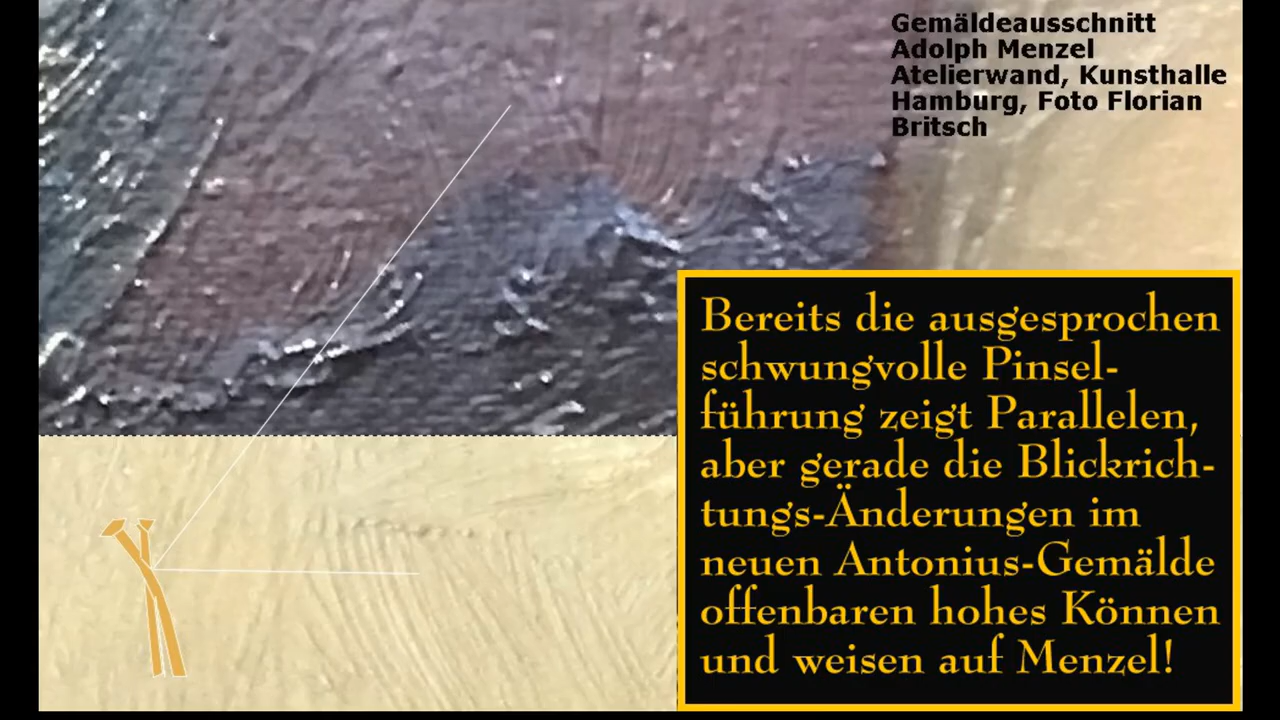 Gemäldeausschnitt
Adolph Menzel
Atelierwand, Kunsthalle
Hamburg, Foto Florian
Britsch
Bereits die ausgesprochen
schwungvolle Pinsel-
führung zeigt Parallelen,
aber gerade die Blickrich-
tungs-Änderungen im
neuen Antonius-Gemälde
offenbaren hohes Können
und weisen auf Menzel!